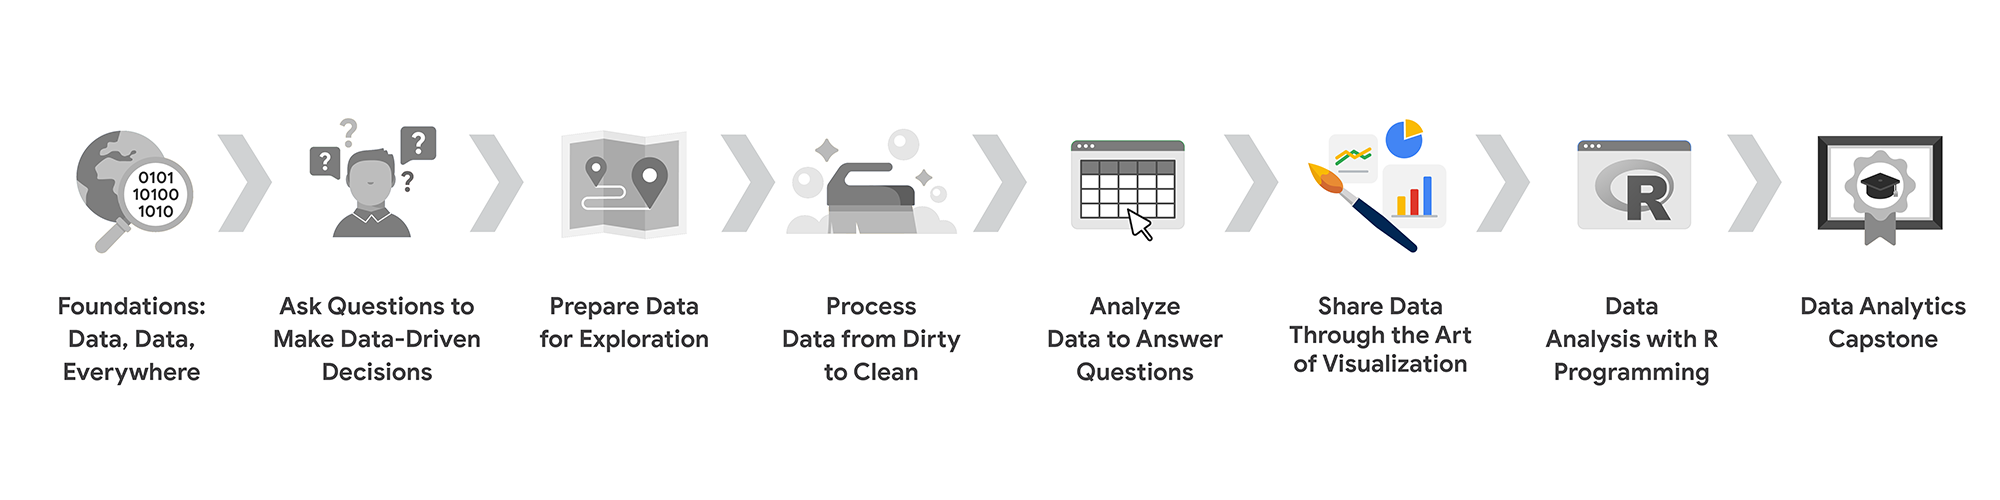 0101
10100
1010
?
?
?
?
R
Foundations:
Data, Data,
Everywhere
Ask Questions to
Make Data-Driven
Decisions
Prepare Data
for Exploration
Process
Data from Dirty
to Clean
Analyze
Data to Answer
Questions
Share Data
Through the Art
of Visualization
Data
Analysis with R
Programming
Data Analytics
Capstone